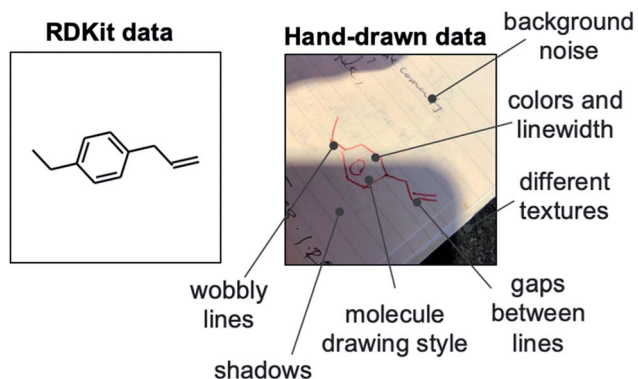 RDKit data
Hand-drawn data
background
noise
colors and
linewidth
different
textures
gaps
between
lines
molecule
drawing style
wobbly
lines
shadows